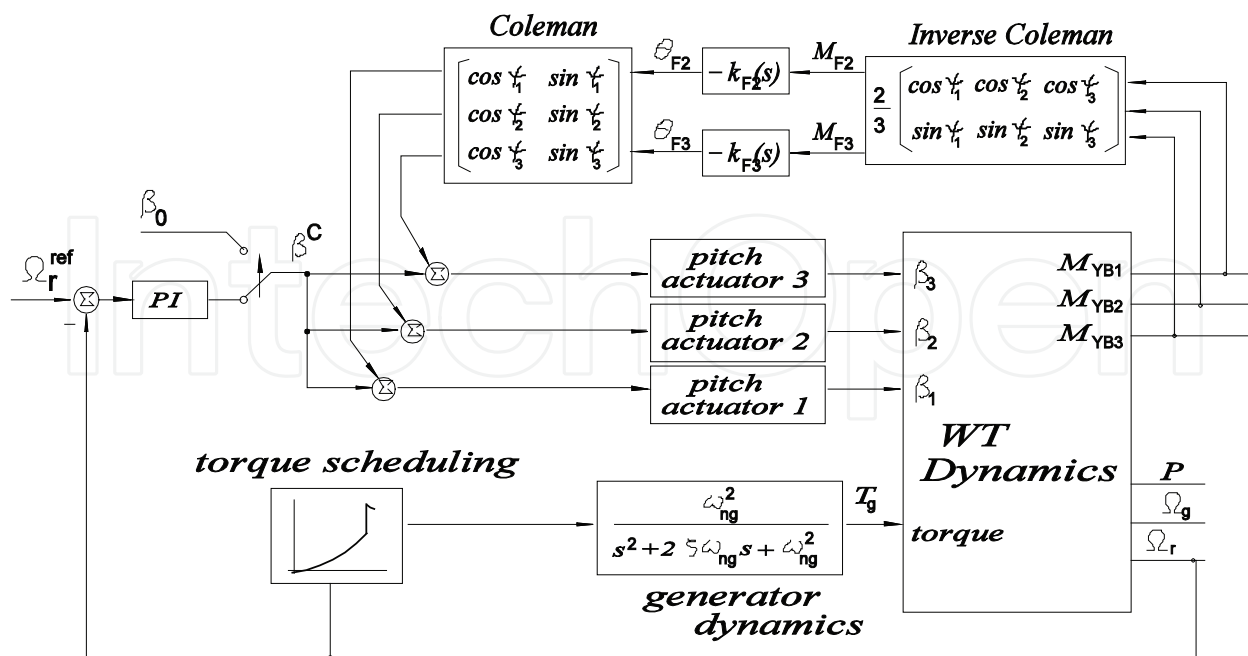 Coleman
Inverse Coleman
cos ψ1 sin ψ1
cos ψ2 sin ψ2
cos ψ3 sin ψ3
θF2
θF3
−kF2(s)
−kF3(s)
MF2
MF3
2/3
cos ψ1 cos ψ2 cos ψ3
sin ψ1 sin ψ2 sin ψ3
β0
βC
Ωr ref
Σ
−
PI
Σ
Σ
Σ
pitch
actuator 3
pitch
actuator 2
pitch
actuator 1
β3
β2
β1
MYB1
MYB2
MYB3
WT
Dynamics
torque
P
Ωg
Ωr
torque scheduling
ωng²
s²+2 ζωng s+ ωng²
Tg
generator
dynamics
IntechOpen